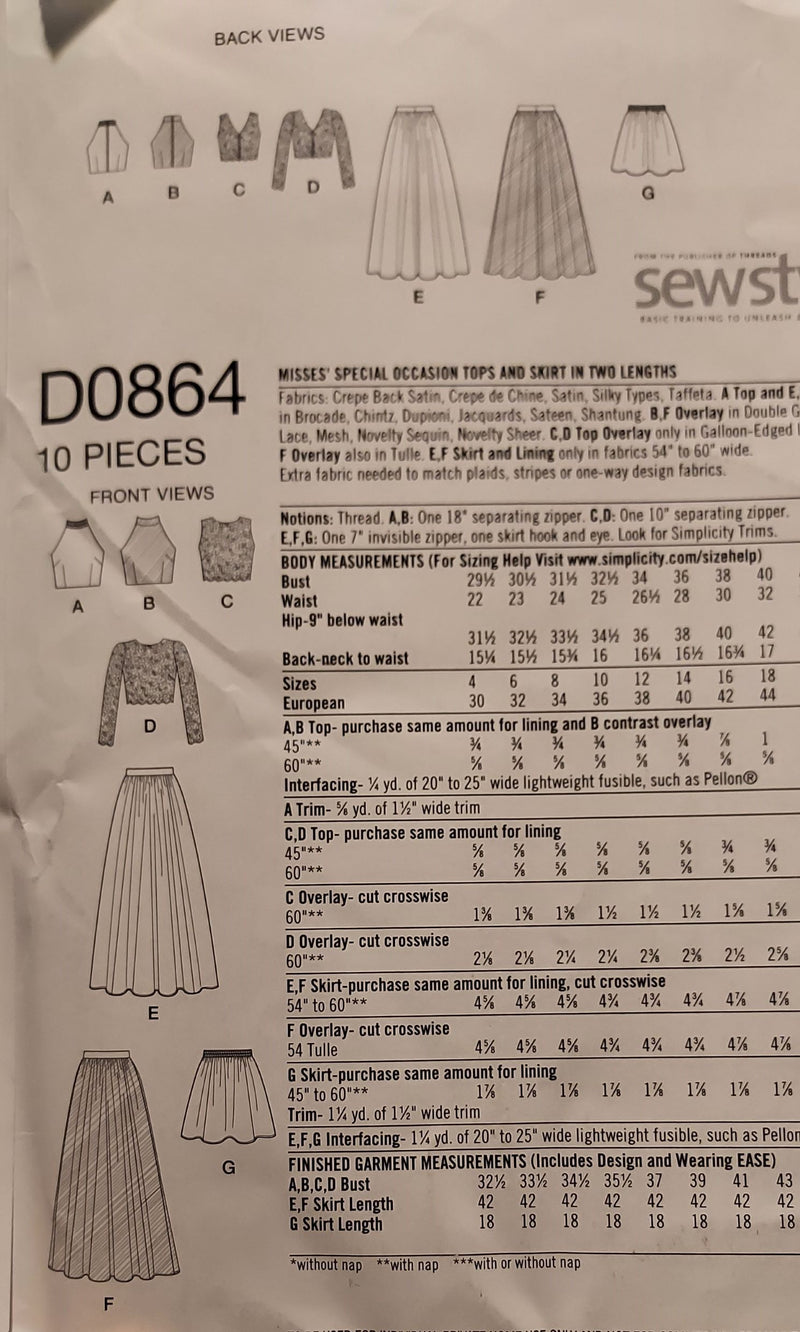 BACK VIEWS
A B C D E F G
FROM THE PUBLISHER OF THREADS
sewst
BASIC TRAINING TO UNLEASH
D0864
10 PIECES
FRONT VIEWS
A B C
D
E
G
F
MISSES' SPECIAL OCCASION TOPS AND SKIRT IN TWO LENGTHS
Fabrics: Crepe Back Satin, Crepe de Chine, Satin, Silky Types, Taffeta. A Top and E,
in Brocade, Chintz, Dupioni, Jacquards, Sateen, Shantung. B,F Overlay in Double G
Lace, Mesh, Novelty Sequin, Novelty Sheer. C,D Top Overlay only in Galloon-Edged
F Overlay also in Tulle. E,F Skirt and Lining only in fabrics 54" to 60" wide.
Extra fabric needed to match plaids, stripes or one-way design fabrics.
Notions: Thread. A,B: One 18" separating zipper. C,D: One 10" separating zipper.
E,F,G: One 7" invisible zipper, one skirt hook and eye. Look for Simplicity Trims.
BODY MEASUREMENTS (For Sizing Help Visit www.simplicity.com/sizehelp)
Bust 29½ 30½ 31½ 32½ 34 36 38 40
Waist 22 23 24 25 26½ 28 30 32
Hip-9" below waist
31½ 32½ 33½ 34½ 36 38 40 42
Back-neck to waist 15¼ 15½ 15¾ 16 16¼ 16½ 16¾ 17
Sizes 4 6 8 10 12 14 16 18
European 30 32 34 36 38 40 42 44
A,B Top- purchase same amount for lining and B contrast overlay
45"** ¾ ¾ ¾ ¾ ¾ ¾ ⅞ 1
60"** ⅝ ⅝ ⅝ ⅝ ⅝ ⅝ ⅝ ⅝
Interfacing- ¼ yd. of 20" to 25" wide lightweight fusible, such as Pellon®
A Trim- ⅝ yd. of 1½" wide trim
C,D Top- purchase same amount for lining
45"** ⅝ ⅝ ⅝ ⅝ ⅝ ⅝ ¾ ¾
60"** ⅝ ⅝ ⅝ ⅝ ⅝ ⅝ ⅝ ⅝
C Overlay- cut crosswise
60"** 1⅜ 1⅜ 1⅜ 1½ 1½ 1½ 1⅝ 1⅝
D Overlay- cut crosswise
60"** 2⅛ 2⅛ 2¼ 2¼ 2⅜ 2⅜ 2½ 2⅝
E,F Skirt-purchase same amount for lining, cut crosswise
54" to 60"** 4⅝ 4⅝ 4⅝ 4¾ 4¾ 4¾ 4⅞ 4⅞
F Overlay- cut crosswise
54 Tulle 4⅝ 4⅝ 4⅝ 4¾ 4¾ 4¾ 4⅞ 4⅞
G Skirt-purchase same amount for lining
45" to 60"** 1⅞ 1⅞ 1⅞ 1⅞ 1⅞ 1⅞ 1⅞ 1⅞
Trim- 1¼ yd. of 1½" wide trim
E,F,G Interfacing- 1¼ yd. of 20" to 25" wide lightweight fusible, such as Pellon
FINISHED GARMENT MEASUREMENTS (Includes Design and Wearing EASE)
A,B,C,D Bust 32½ 33½ 34½ 35½ 37 39 41 43
E,F Skirt Length 42 42 42 42 42 42 42 42
G Skirt Length 18 18 18 18 18 18 18 18
*without nap **with nap ***with or without nap